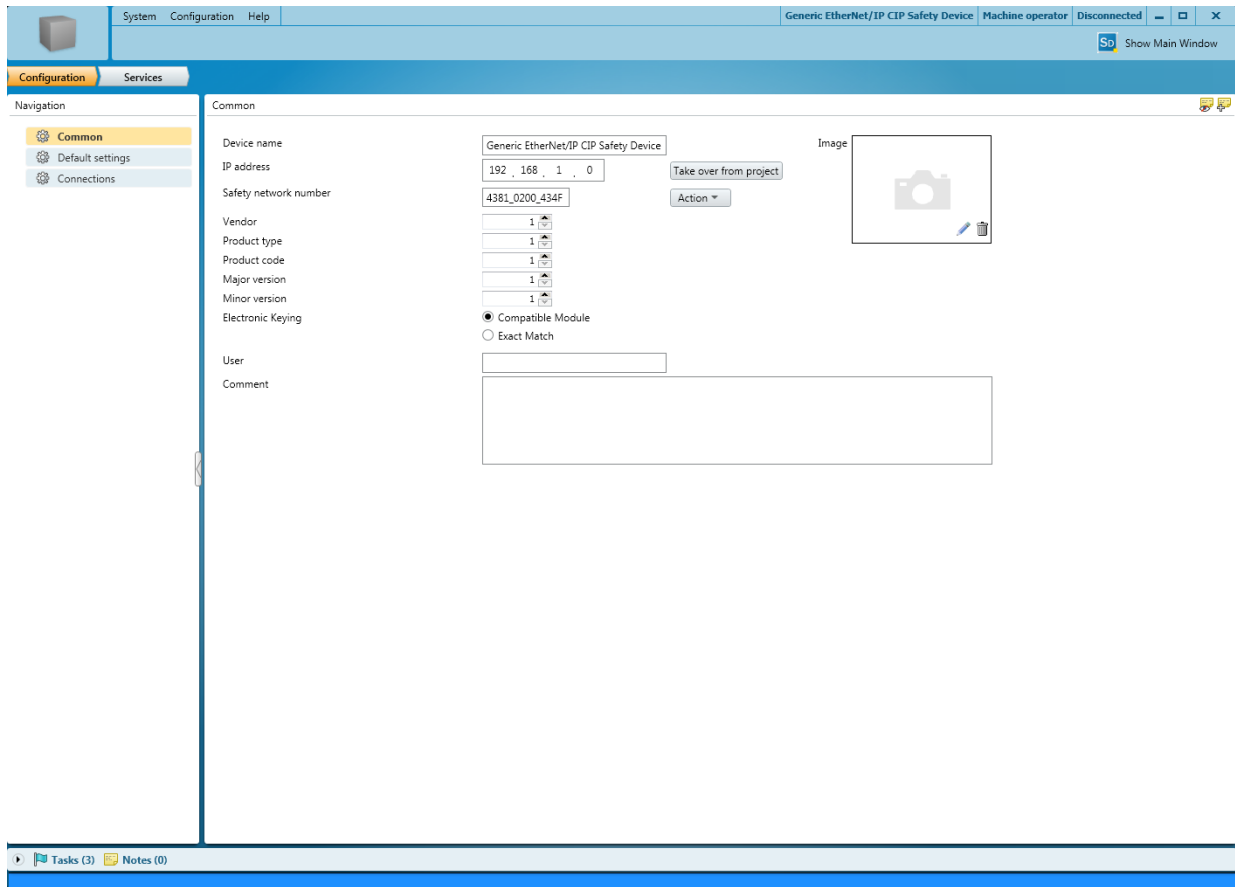 System Configuration Help
Generic EtherNet/IP CIP Safety Device Machine operator Disconnected
SD Show Main Window
Configuration Services
Navigation
Common
Default settings
Connections
Common
Device name Generic EtherNet/IP CIP Safety Device Image
IP address 192 . 168 . 1 . 0 Take over from project
Safety network number 4381_0200_434F Action
Vendor 1
Product type 1
Product code 1
Major version 1
Minor version 1
Electronic Keying Compatible Module
Exact Match
User
Comment
Tasks (3) Notes (0)